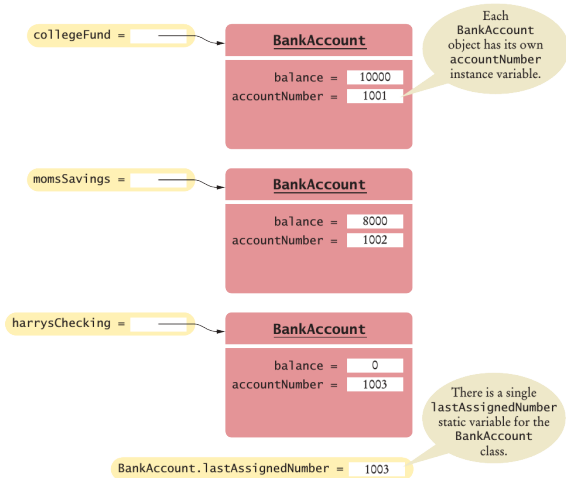 collegeFund =
BankAccount
balance = 10000
accountNumber = 1001
Each
BankAccount
object has its own
accountNumber
instance variable.
momsSavings =
BankAccount
balance = 8000
accountNumber = 1002
harrysChecking =
BankAccount
balance = 0
accountNumber = 1003
There is a single
lastAssignedNumber
static variable for the
BankAccount
class.
BankAccount.lastAssignedNumber = 1003